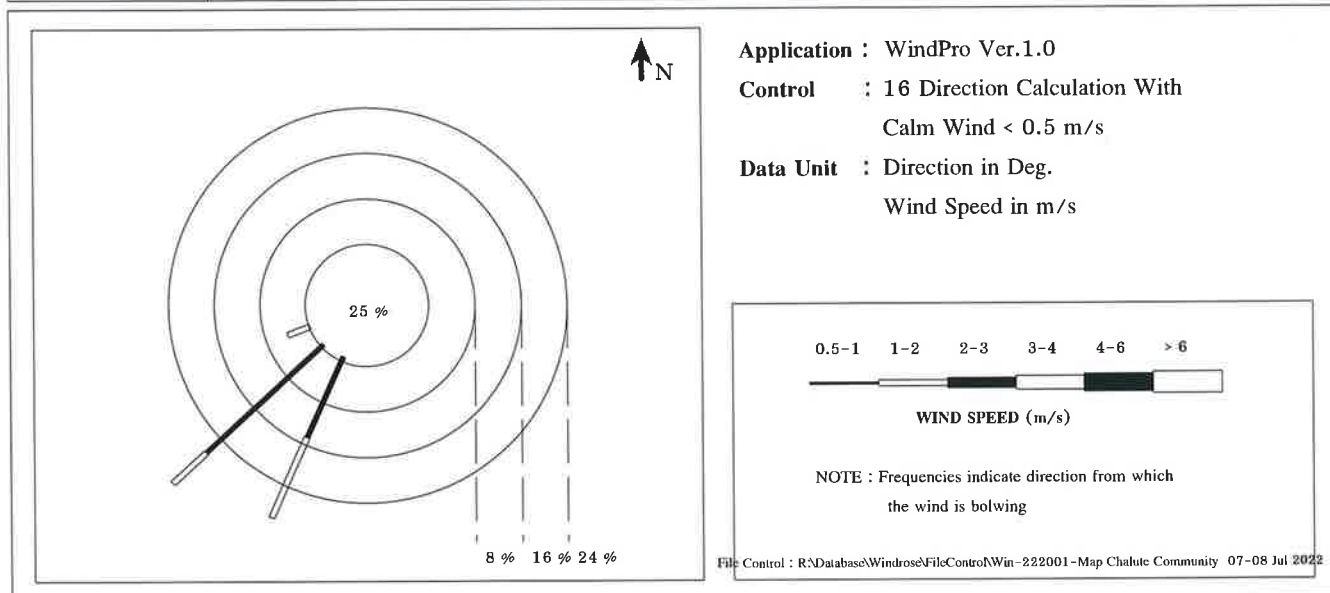 N
25 %
8 %
16 %
24 %
Application : WindPro Ver.1.0
Control : 16 Direction Calculation With
Calm Wind < 0.5 m/s
Data Unit : Direction in Deg.
Wind Speed in m/s
0.5-1 1-2 2-3 3-4 4-6 > 6
WIND SPEED (m/s)
NOTE : Frequencies indicate direction from which
the wind is bolwing
File Control : R:\Database\Windrose\FileControl\Win-222001-Map Chalute Community 07-08 Jul 2022